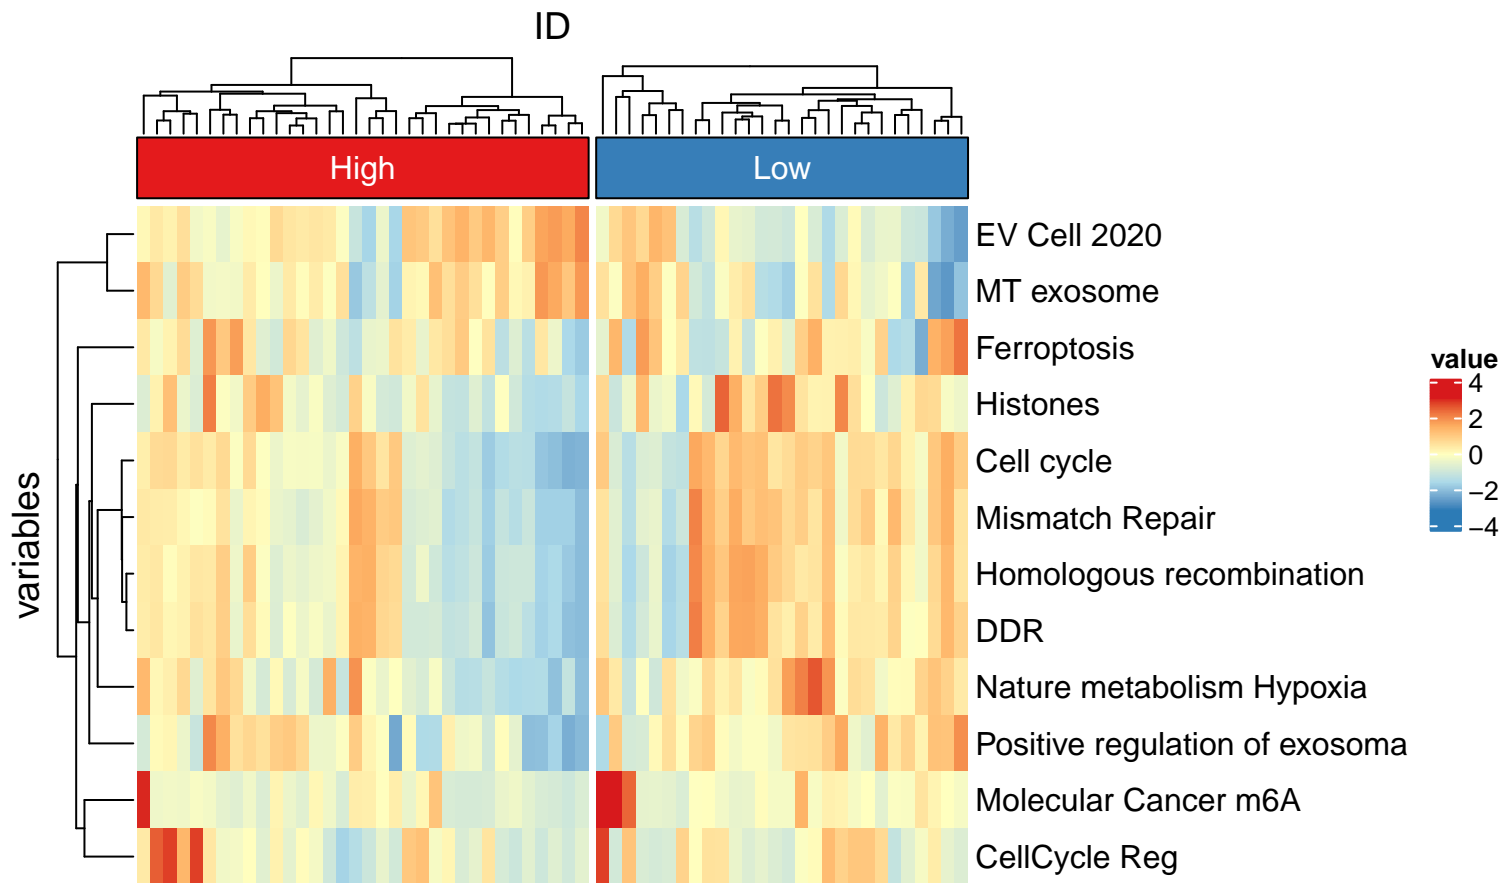 ID
High
Low
variables
EV Cell 2020
MT exosome
Ferroptosis
Histones
Cell cycle
Mismatch Repair
Homologous recombination
DDR
Nature metabolism Hypoxia
Positive regulation of exosoma
Molecular Cancer m6A
CellCycle Reg
value
4
2
0
−2
−4